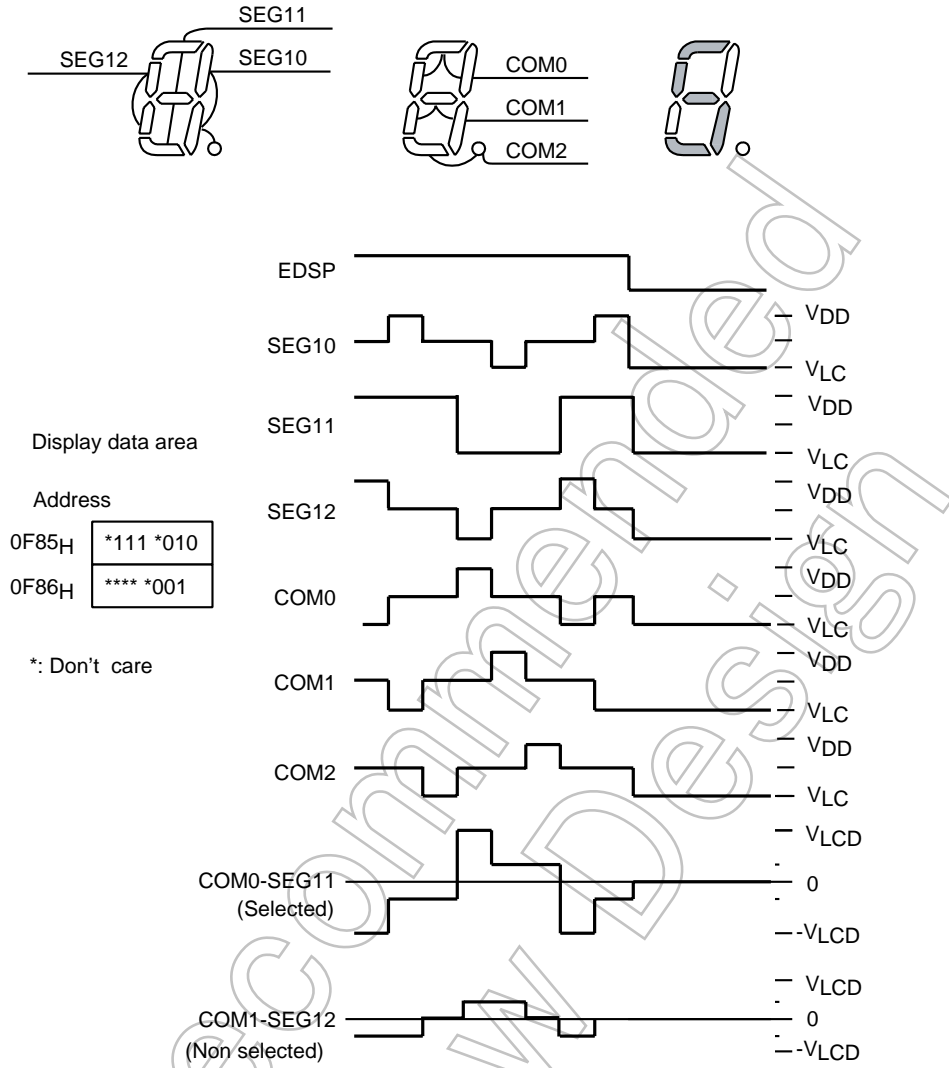 SEG11
SEG12
SEG10
COM0
COM1
COM2
EDSP
SEG10
VDD
VLC
SEG11
VDD
VLC
Display data area
SEG12
VDD
VLC
Address
0F85H *111 *010
0F86H **** *001
COM0
VDD
VLC
*: Don't care
COM1
VDD
VLC
COM2
VDD
VLC
COM0-SEG11
(Selected)
VLCD
0
-VLCD
COM1-SEG12
(Non selected)
VLCD
0
-VLCD
ecommended
w Design